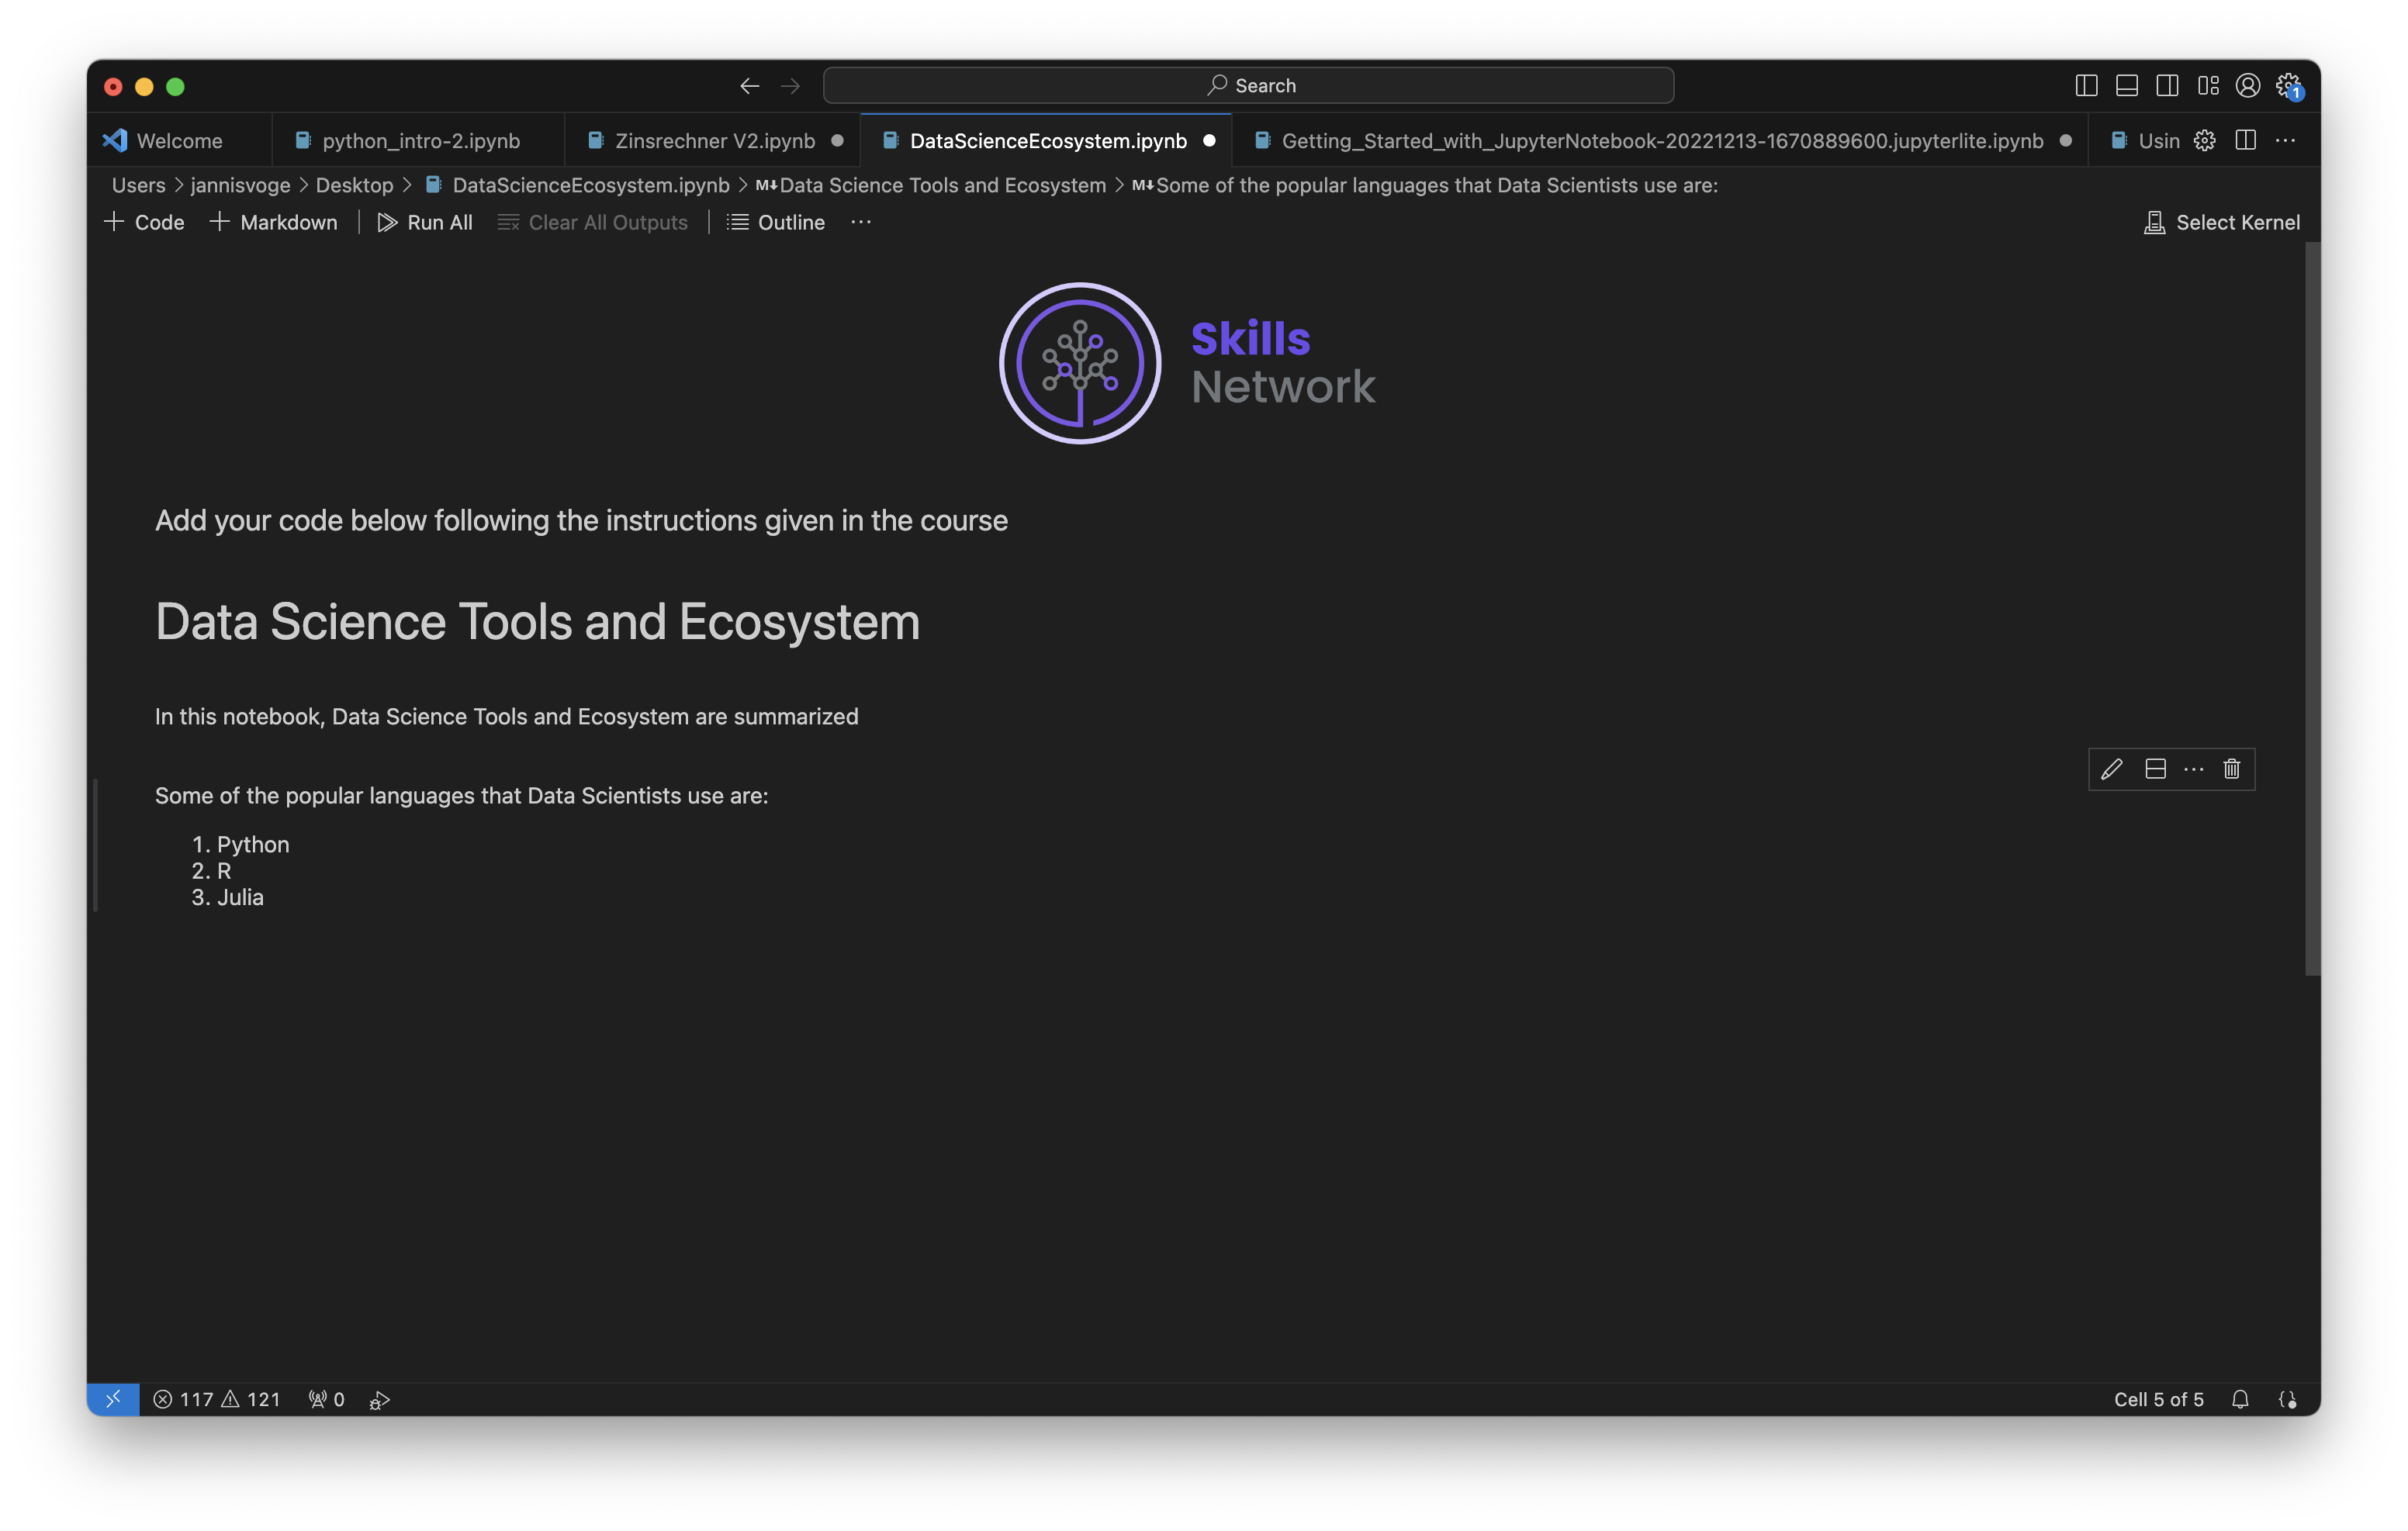 Search
1
Welcome
python_intro-2.ipynb
Zinsrechner V2.ipynb
DataScienceEcosystem.ipynb
Getting_Started_with_JupyterNotebook-20221213-1670889600.jupyterlite.ipynb
Usin
Users > jannisvoge > Desktop > DataScienceEcosystem.ipynb > M↓Data Science Tools and Ecosystem > M↓Some of the popular languages that Data Scientists use are:
+ Code + Markdown Run All Clear All Outputs Outline ...
Select Kernel
Skills
Network
Add your code below following the instructions given in the course
Data Science Tools and Ecosystem
In this notebook, Data Science Tools and Ecosystem are summarized
Some of the popular languages that Data Scientists use are:
1. Python
2. R
3. Julia
117 121 0
Cell 5 of 5